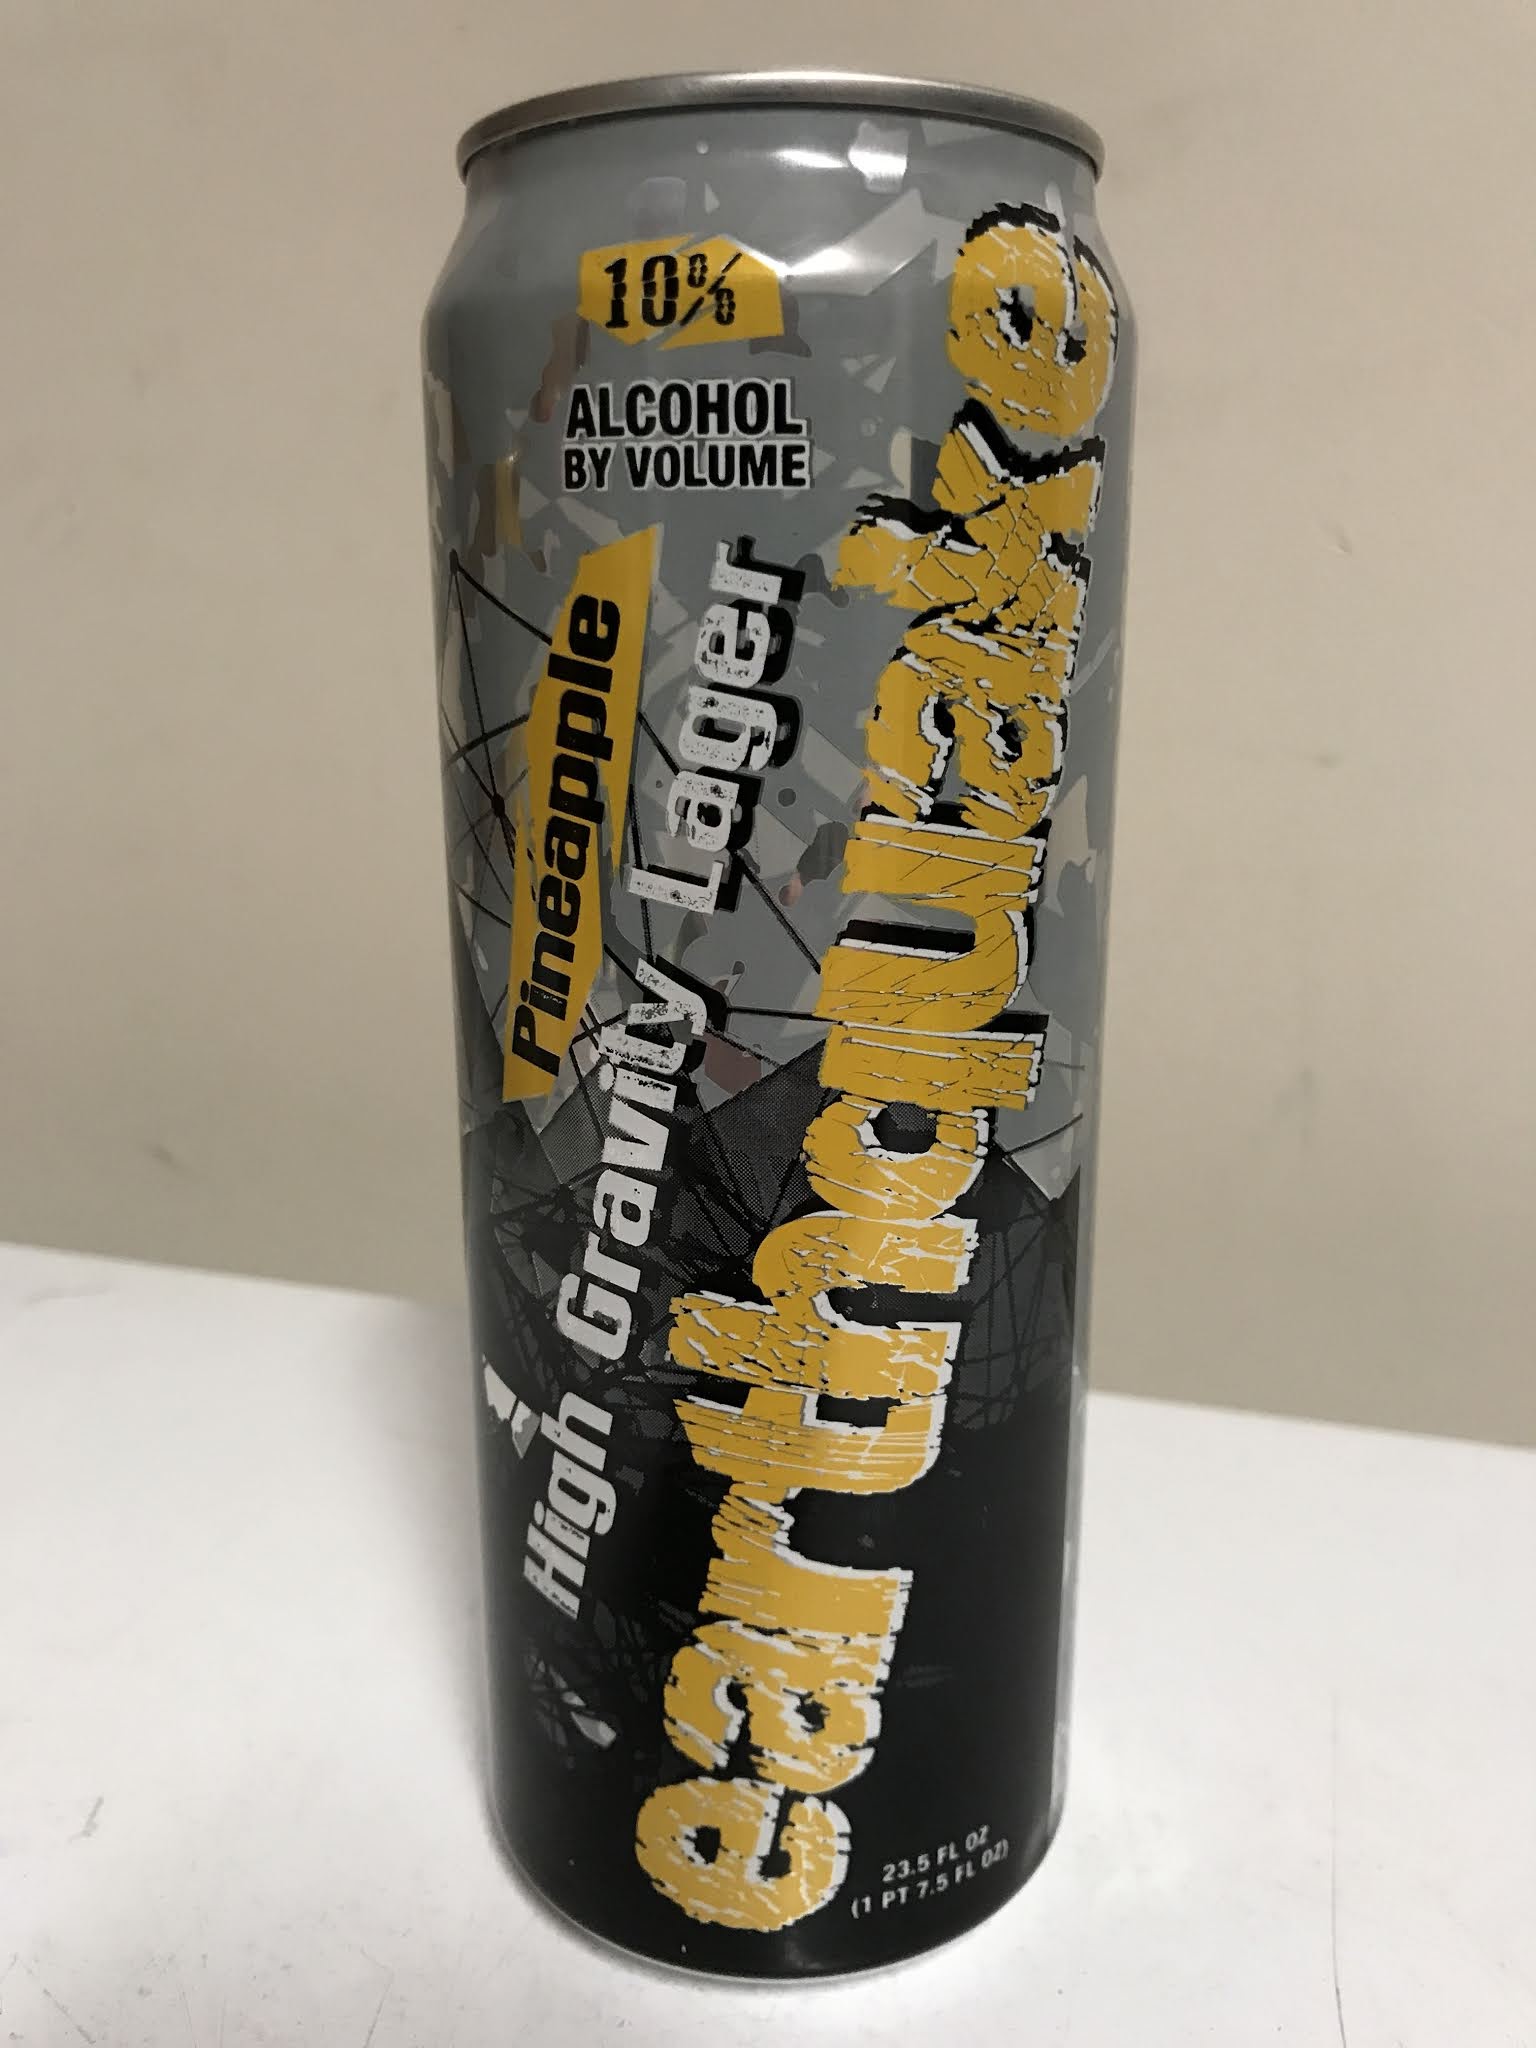 10%
ALCOHOL
BY VOLUME
Pineapple
High Gravity Lager
earthquake
23.5 FL OZ
(1 PT 7.5 FL OZ)